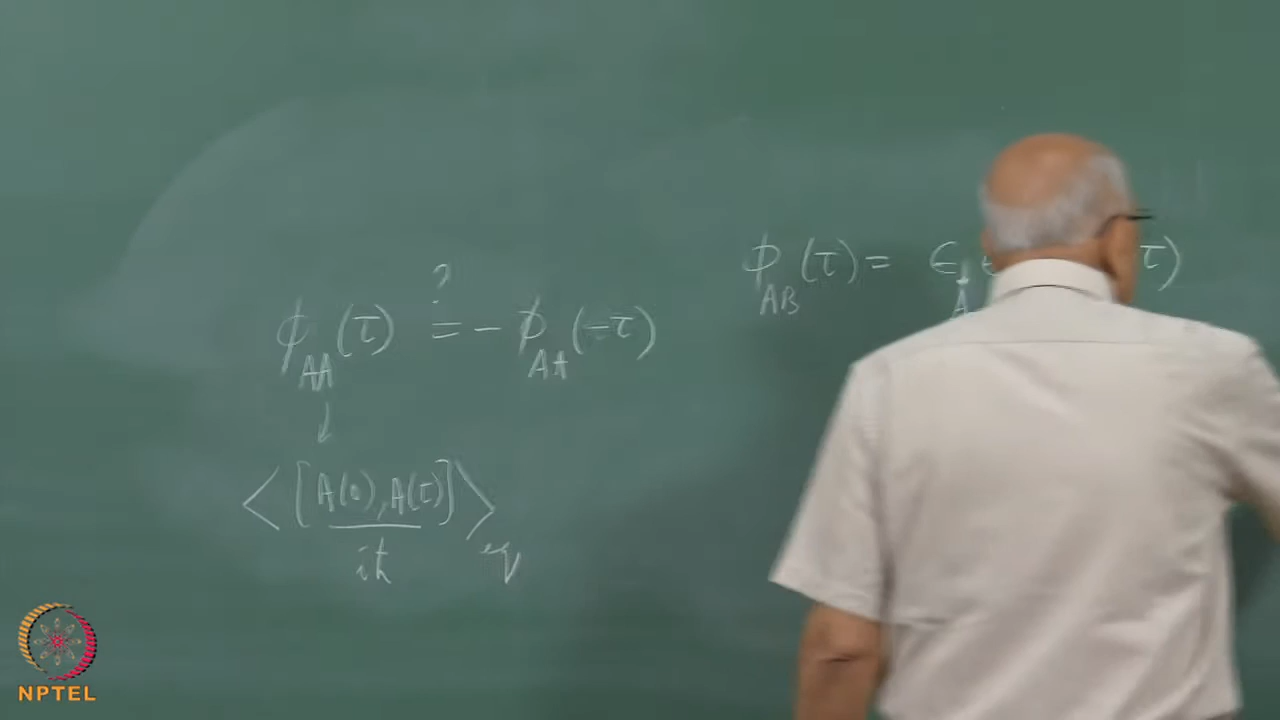 ϕ_AA(τ) ?= − ϕ_AA(−τ)
↓
⟨[A(0), A(τ)]⟩_eq
iħ
ϕ_AB(τ) = ϵ_A ϵ τ)
NPTEL